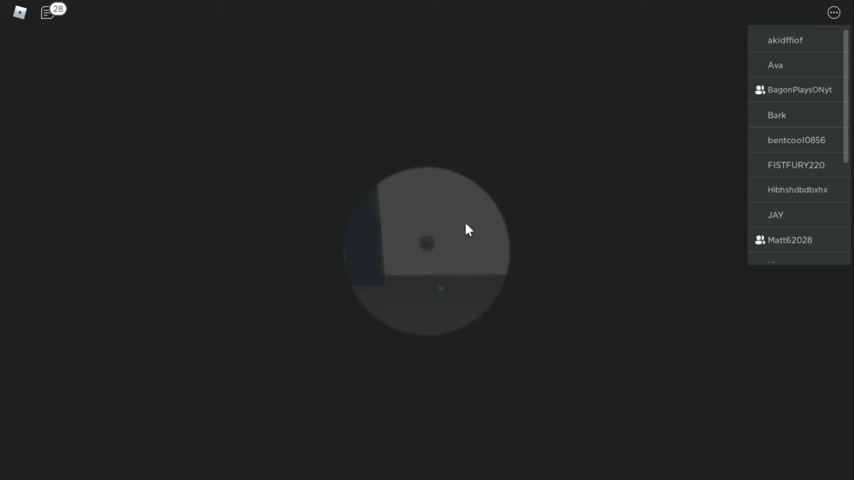 28
akidffiof
Ava
BagonPlaysONyt
Bark
bentcool0856
FISTFURY220
Hibhshdbdbxhx
JAY
Matt62028